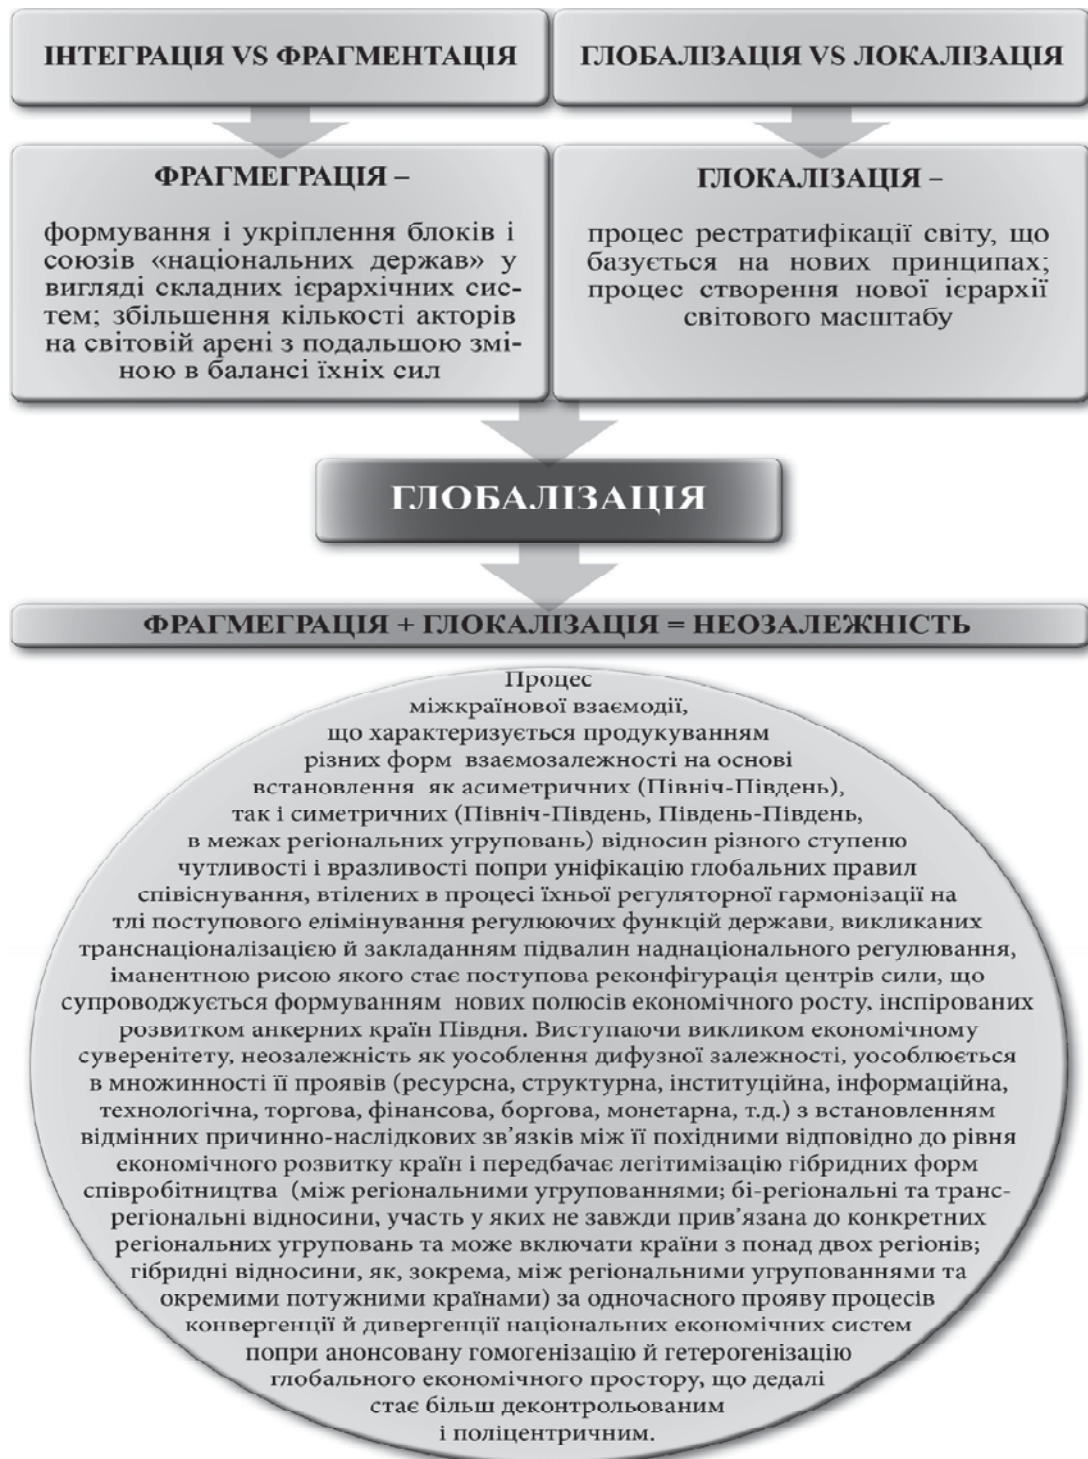 ІНТЕГРАЦІЯ VS ФРАГМЕНТАЦІЯ
ГЛОБАЛІЗАЦІЯ VS ЛОКАЛІЗАЦІЯ
ФРАГМЕГРАЦІЯ –
формування і укріплення блоків і
союзів «національних держав» у
вигляді складних ієрархічних сис-
тем; збільшення кількості акторів
на світовій арені з подальшою змі-
ною в балансі їхніх сил
ГЛОКАЛІЗАЦІЯ –
процес рестратифікації світу, що
базується на нових принципах;
процес створення нової ієрархії
світового масштабу
ГЛОБАЛІЗАЦІЯ
ФРАГМЕГРАЦІЯ + ГЛОКАЛІЗАЦІЯ = НЕОЗАЛЕЖНІСТЬ
Процес
міжкраїнової взаємодії,
що характеризується продукуванням
різних форм взаємозалежності на основі
встановлення як асиметричних (Північ-Південь),
так і симетричних (Північ-Південь, Південь-Південь,
в межах регіональних угруповань) відносин різного ступеню
чутливості і вразливості попри уніфікацію глобальних правил
співіснування, втілених в процесі їхньої регуляторної гармонізації на
тлі поступового елімінування регулюючих функцій держави, викликаних
транснаціоналізацією й закладанням підвалин наднаціонального регулювання,
іманентною рисою якого стає поступова реконфігурація центрів сили, що
супроводжується формуванням нових полюсів економічного росту, інспірованих
розвитком анкерних країн Півдня. Виступаючи викликом економічному
суверенітету, неозалежність як уособлення дифузної залежності, уособлюється
в множинності її проявів (ресурсна, структурна, інституційна, інформаційна,
технологічна, торгова, фінансова, боргова, монетарна, т.д.) з встановленням
відмінних причинно-наслідкових зв’язків між її похідними відповідно до рівня
економічного розвитку країн і передбачає легітимізацію гібридних форм
співробітництва (між регіональними угрупованнями; бі-регіональні та транс-
регіональні відносини, участь у яких не завжди прив’язана до конкретних
регіональних угруповань та може включати країни з понад двох регіонів;
гібридні відносини, як, зокрема, між регіональними угрупованнями та
окремими потужними країнами) за одночасного прояву процесів
конвергенції й дивергенції національних економічних систем
попри анонсовану гомогенізацію й гетерогенізацію
глобального економічного простору, що дедалі
стає більш деконтрольованим
і поліцентричним.